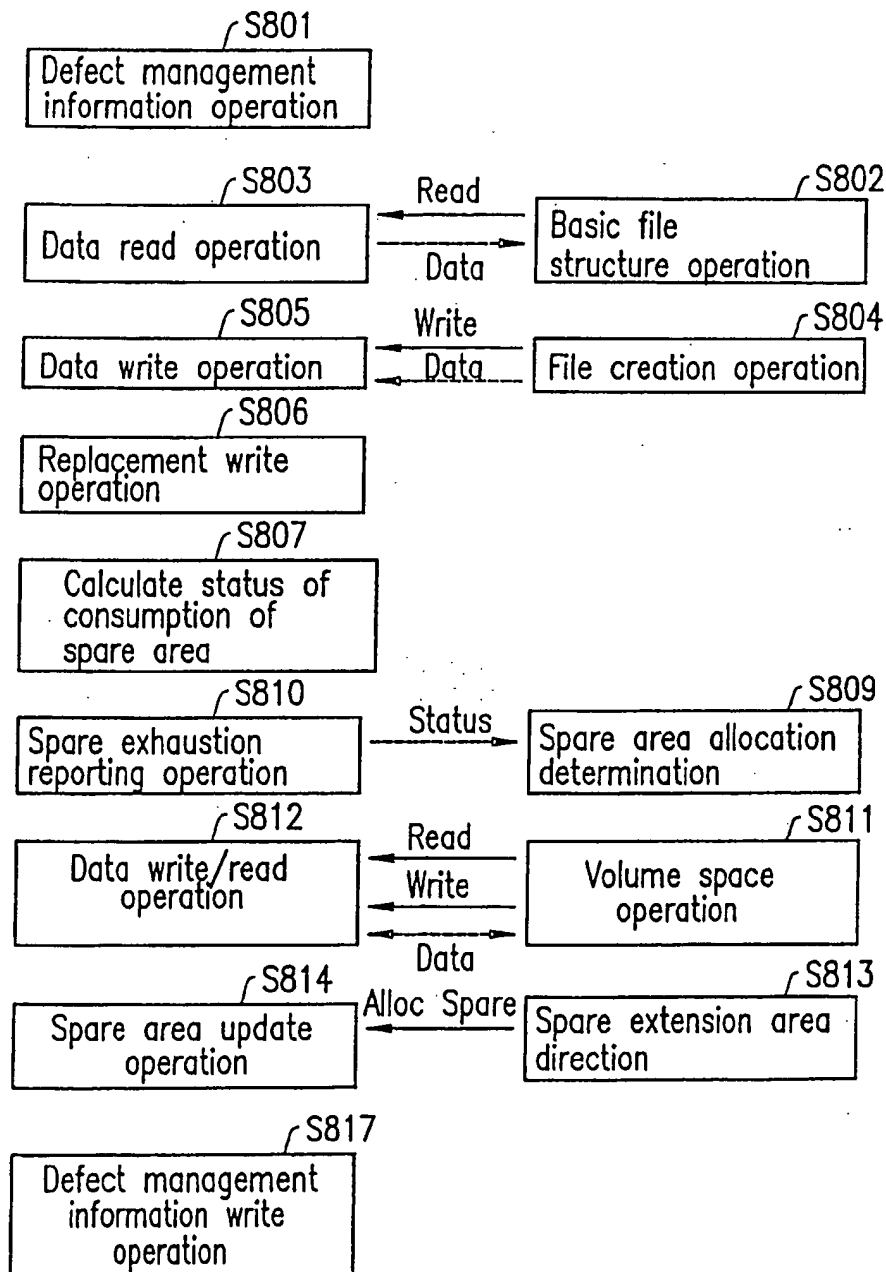 S801
Defect management
information operation
S803
Read
S802
Data read operation
Basic file
structure operation
Data
S805
Write
S804
Data write operation
Data
File creation operation
S806
Replacement write
operation
S807
Calculate status of
consumption of
spare area
S810
Status
S809
Spare exhaustion
reporting operation
Spare area allocation
determination
S812
Read
S811
Data write/read
operation
Write
Volume space
operation
Data
S814
Alloc Spare
S813
Spare area update
operation
Spare extension area
direction
S817
Defect management
information write
operation